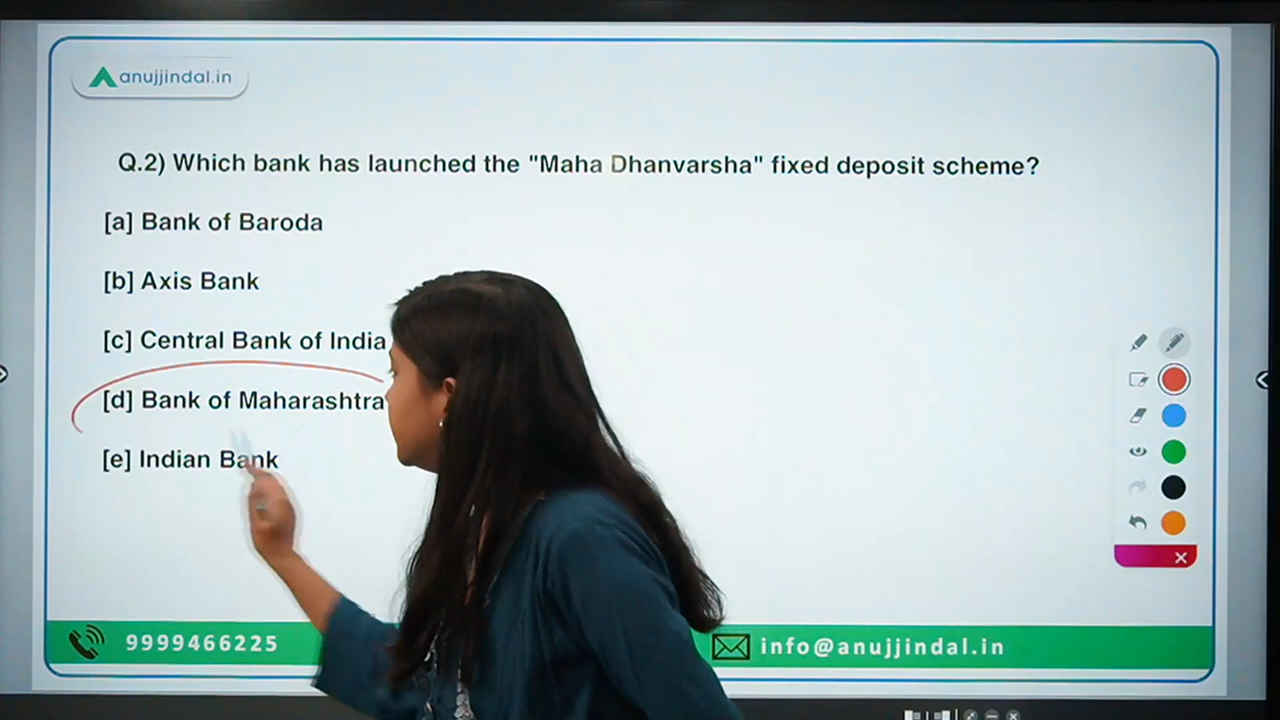 anujjindal.in
Q.2) Which bank has launched the "Maha Dhanvarsha" fixed deposit scheme?
[a] Bank of Baroda
[b] Axis Bank
[c] Central Bank of India
[d] Bank of Maharashtra
[e] Indian Bank
9999466225
info@anujjindal.in